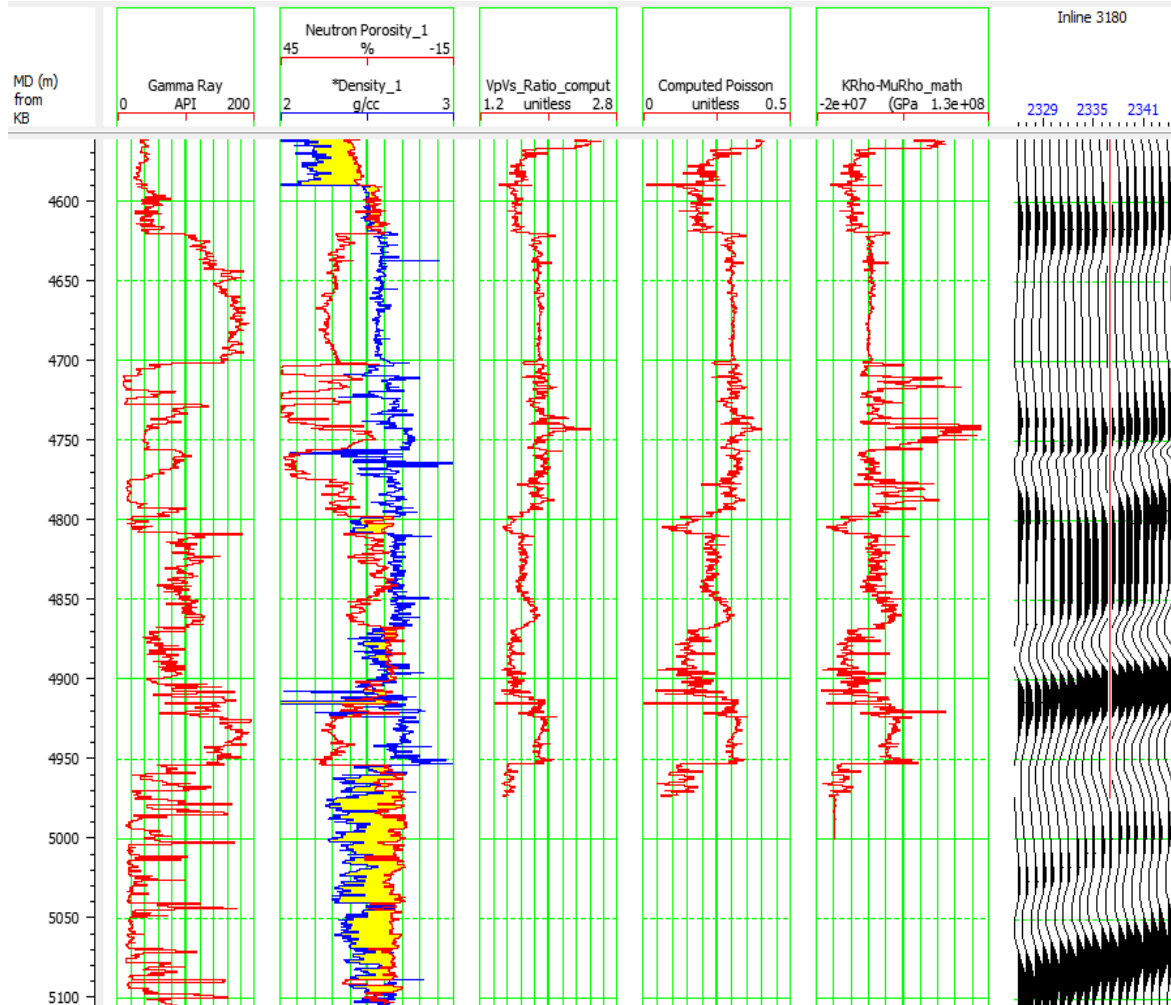 Inline 3180
Neutron Porosity_1
45 % -15
MD (m)
from
KB
Gamma Ray
0 API 200
*Density_1
2 g/cc 3
VpVs_Ratio_comput
1.2 unitless 2.8
Computed Poisson
0 unitless 0.5
KRho-MuRho_math
-2e+07 (GPa 1.3e+08
2329 2335 2341
4600
4650
4700
4750
4800
4850
4900
4950
5000
5050
5100